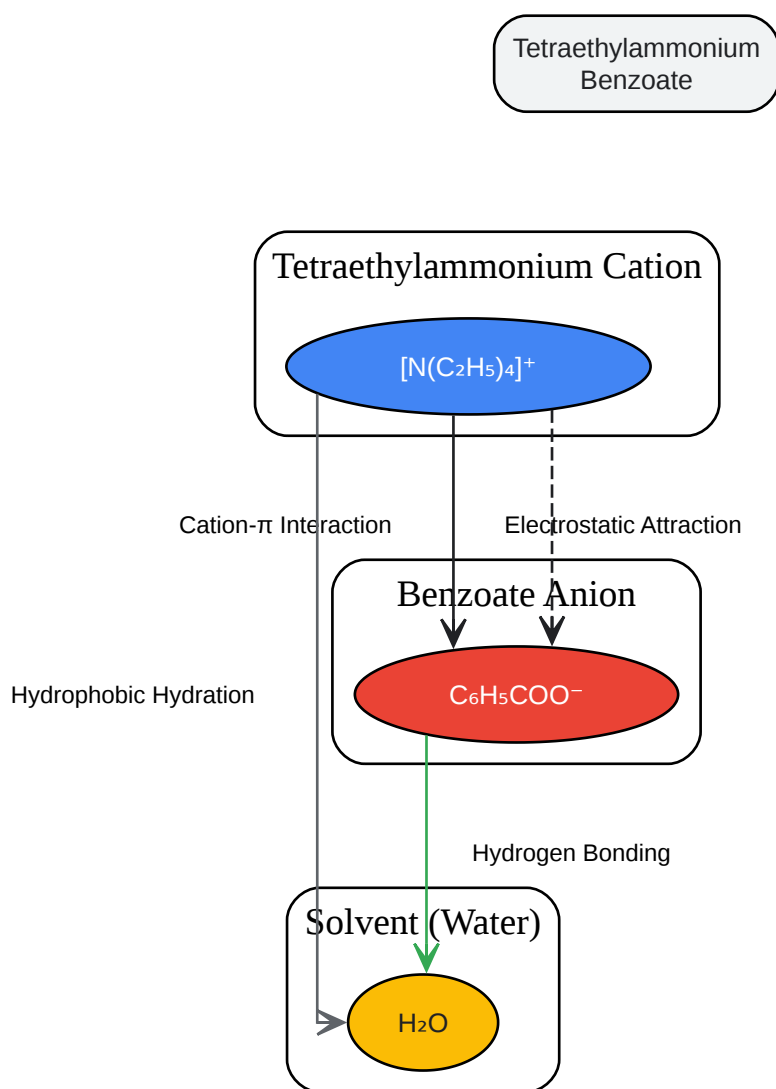 Tetraethylammonium
Benzoate
Tetraethylammonium Cation
[N(C₂H₅)₄]⁺
Cation-π Interaction
Electrostatic Attraction
Benzoate Anion
C₆H₅COO⁻
Hydrophobic Hydration
Hydrogen Bonding
Solvent (Water)
H₂O